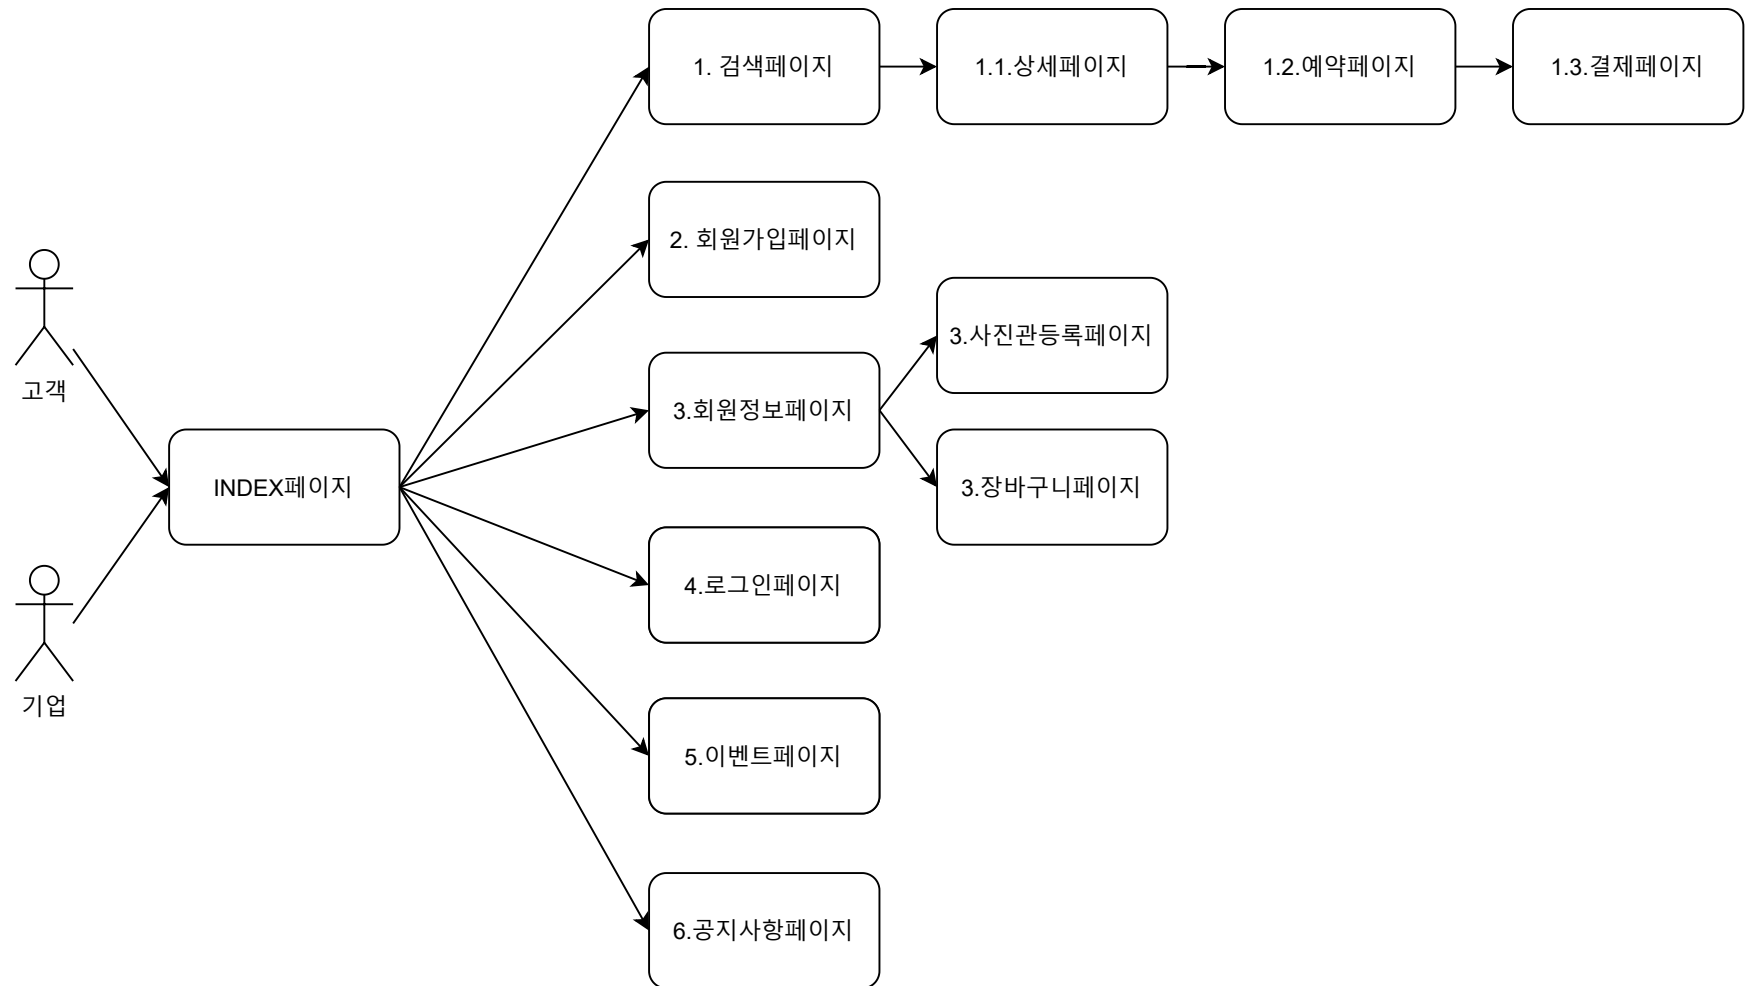 1. 검색페이지
1.1.상세페이지
1.2.예약페이지
1.3.결제페이지
2. 회원가입페이지
3.사진관등록페이지
고객
3.회원정보페이지
INDEX페이지
3.장바구니페이지
4.로그인페이지
기업
5.이벤트페이지
6.공지사항페이지